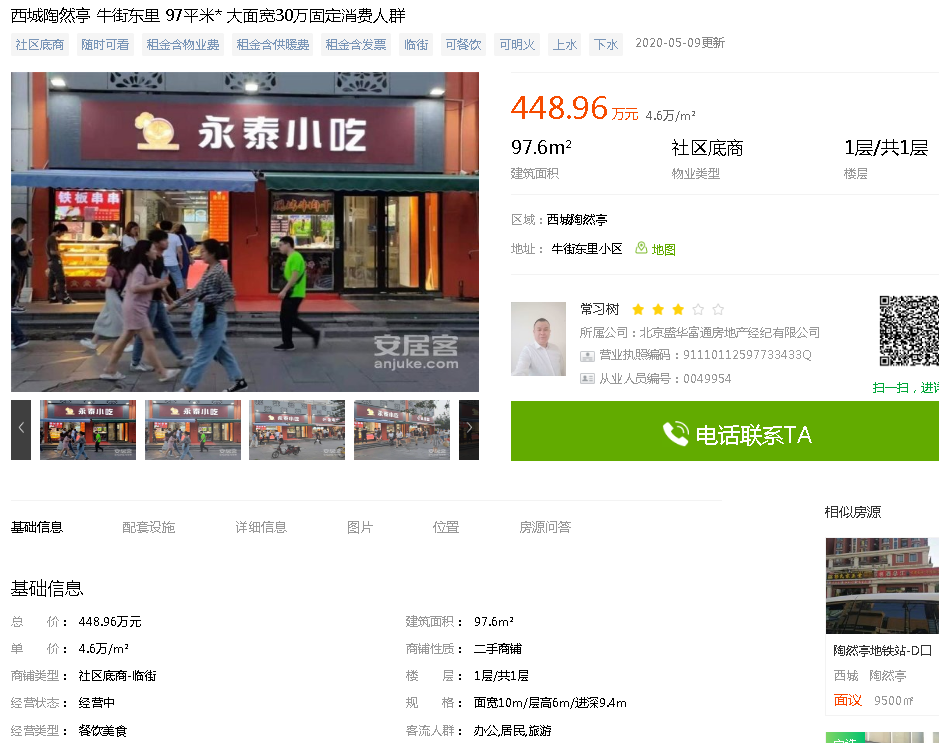 西城陶然亭 牛街东里 97平米* 大面宽30万固定消费人群
社区底商 随时可看 租金含物业费 租金含供暖费 租金含发票 临街 可餐饮 可明火 上水 下水 2020-05-09更新
永泰小吃
铁板串串
安居客
anjuke.com
448.96万元 4.6万/m²
97.6m² 社区底商 1层/共1层
建筑面积 物业类型 楼层
区域：西城陶然亭
地址： 牛街东里小区 地图
常习树
所属公司：北京盛华富通房地产经纪有限公司
营业执照编码：91110112597733433Q
从业人员编号：0049954
扫一扫，进
电话联系TA
基础信息 配套设施 详细信息 图片 位置 房源问答
基础信息
总 价： 448.96万元 建筑面积： 97.6m²
单 价： 4.6万/m² 商铺性质： 二手商铺
商铺类型： 社区底商-临街 楼 层： 1层/共1层
经营状态： 经营中 规 格： 面宽10m/层高6m/进深9.4m
经营类型： 餐饮美食 客流人群： 办公,居民,旅游
相似房源
陶然亭地铁站-D口
西城 陶然亭
面议 9500㎡